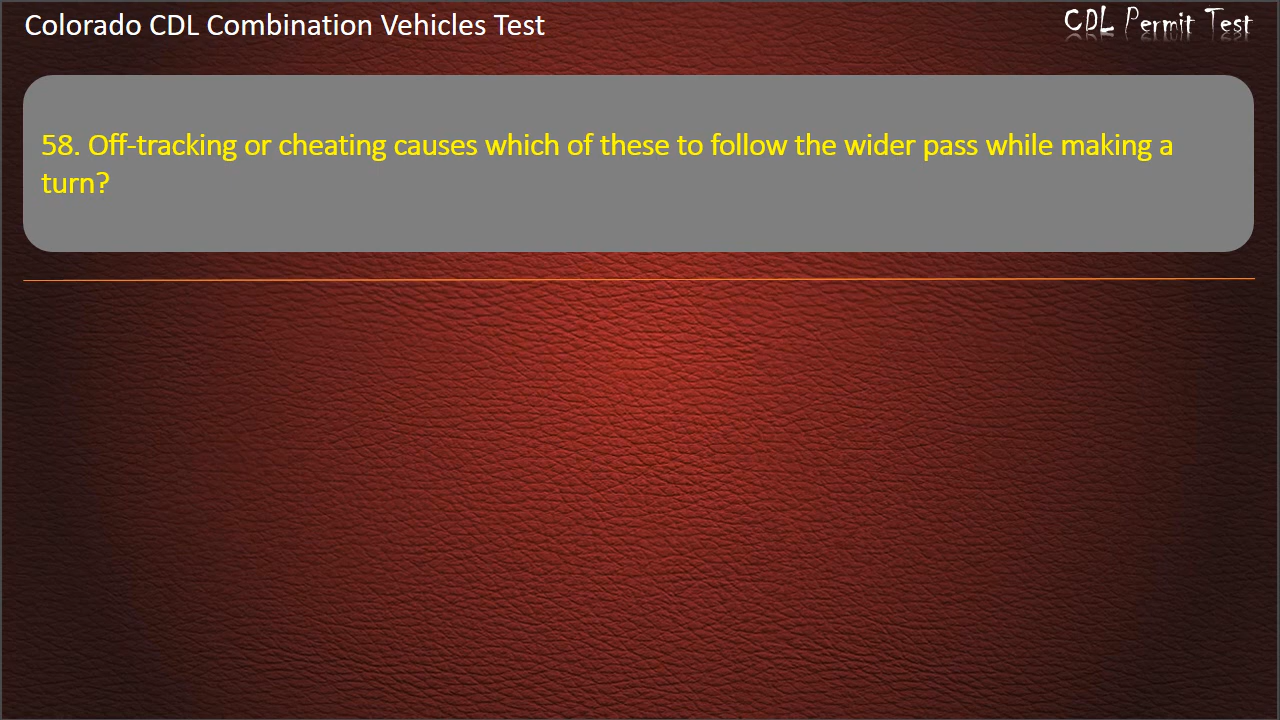 Colorado CDL Combination Vehicles Test
CDL Permit Test
58. Off-tracking or cheating causes which of these to follow the wider pass while making a
turn?